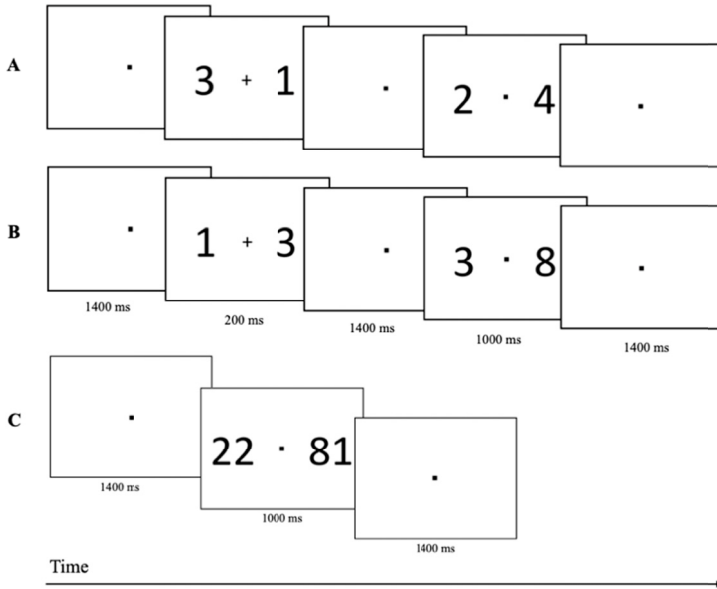 A
3 + 1
2 · 4
B
1 + 3
3 · 8
1400 ms
200 ms
1400 ms
1000 ms
1400 ms
C
22 · 81
1400 ms
1000 ms
1400 ms
Time